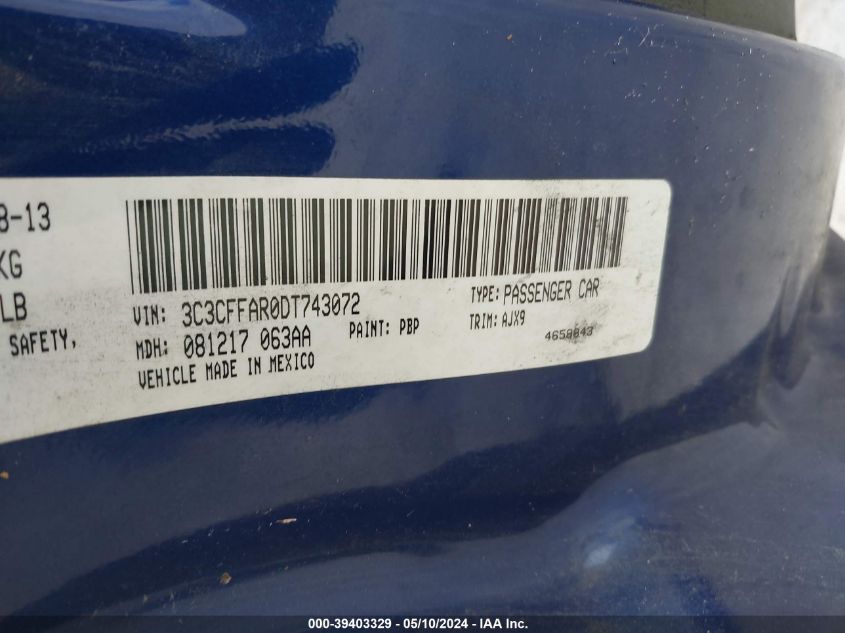 8-13
KG
LB
SAFETY,
VIN: 3C3CFFAR0DT743072
TYPE: PASSENGER CAR
MDH: 081217 063AA
PAINT: PBP
TRIM: AJX9
4658843
VEHICLE MADE IN MEXICO
000-39403329 - 05/10/2024 - IAA Inc.